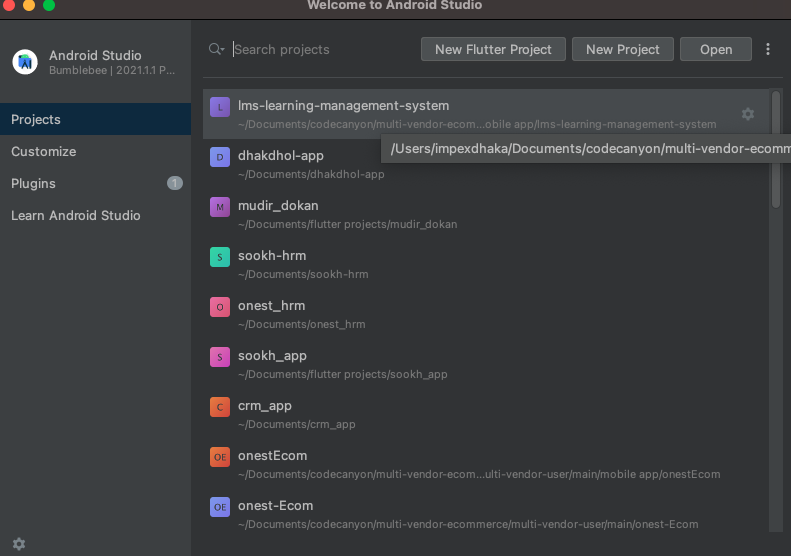 Welcome to Android Studio
Android Studio
Bumblebee | 2021.1.1 P...
Projects
Customize
Plugins
1
Learn Android Studio
Search projects
New Flutter Project
New Project
Open
L
lms-learning-management-system
~/Documents/codecanyon/multi-vendor-ecom...obile app/lms-learning-management-system
/Users/impexdhaka/Documents/codecanyon/multi-vendor-ecomm
D
dhakdhol-app
~/Documents/dhakdhol-app
M
mudir_dokan
~/Documents/flutter projects/mudir_dokan
S
sookh-hrm
~/Documents/sookh-hrm
O
onest_hrm
~/Documents/onest_hrm
S
sookh_app
~/Documents/flutter projects/sookh_app
C
crm_app
~/Documents/crm_app
OE
onestEcom
~/Documents/codecanyon/multi-vendor-ecom...ulti-vendor-user/main/mobile app/onestEcom
OE
onest-Ecom
~/Documents/codecanyon/multi-vendor-ecommerce/multi-vendor-user/main/onest-Ecom